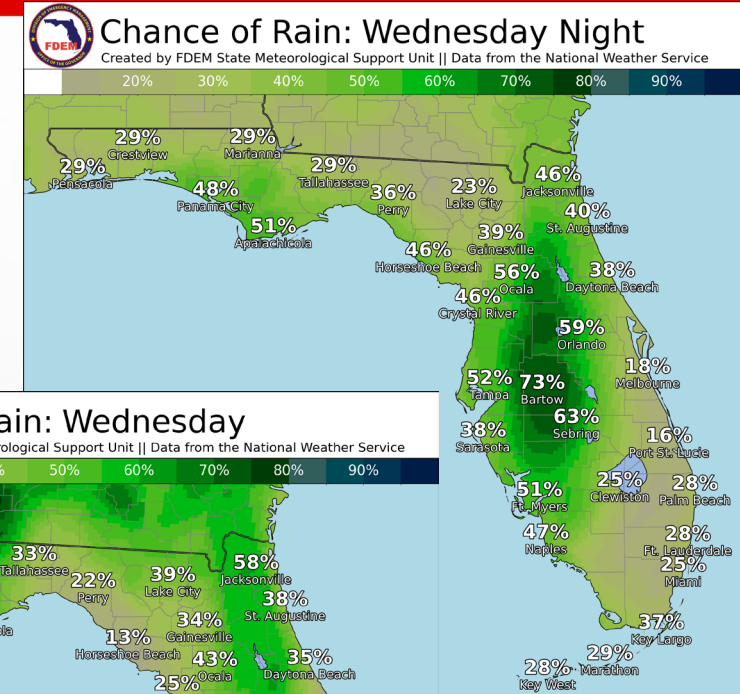 FDEM
Chance of Rain: Wednesday Night
Created by FDEM State Meteorological Support Unit || Data from the National Weather Service
20% 30% 40% 50% 60% 70% 80% 90%
29%
Crestview
29%
Marianna
29%
Pensacola
29%
Tallahassee
48%
Panama City
51%
Apalachicola
36%
Perry
23%
Lake City
46%
Jacksonville
40%
St. Augustine
39%
Gainesville
46%
Horseshoe Beach
56%
Ocala
38%
Daytona Beach
46%
Crystal River
59%
Orlando
18%
Melbourne
52%
Tampa
73%
Bartow
63%
Sebring
38%
Sarasota
16%
Port St. Lucie
25%
Clewiston
28%
Palm Beach
51%
Ft. Myers
47%
Naples
28%
Ft. Lauderdale
25%
Miami
37%
Key Largo
29%
Marathon
28%
Key West
ain: Wednesday
rological Support Unit || Data from the National Weather Service
% 50% 60% 70% 80% 90%
33%
Tallahassee
22%
Perry
39%
Lake City
58%
Jacksonville
38%
St. Augustine
34%
Gainesville
13%
Horseshoe Beach
43%
Ocala
35%
Daytona Beach
25%
la